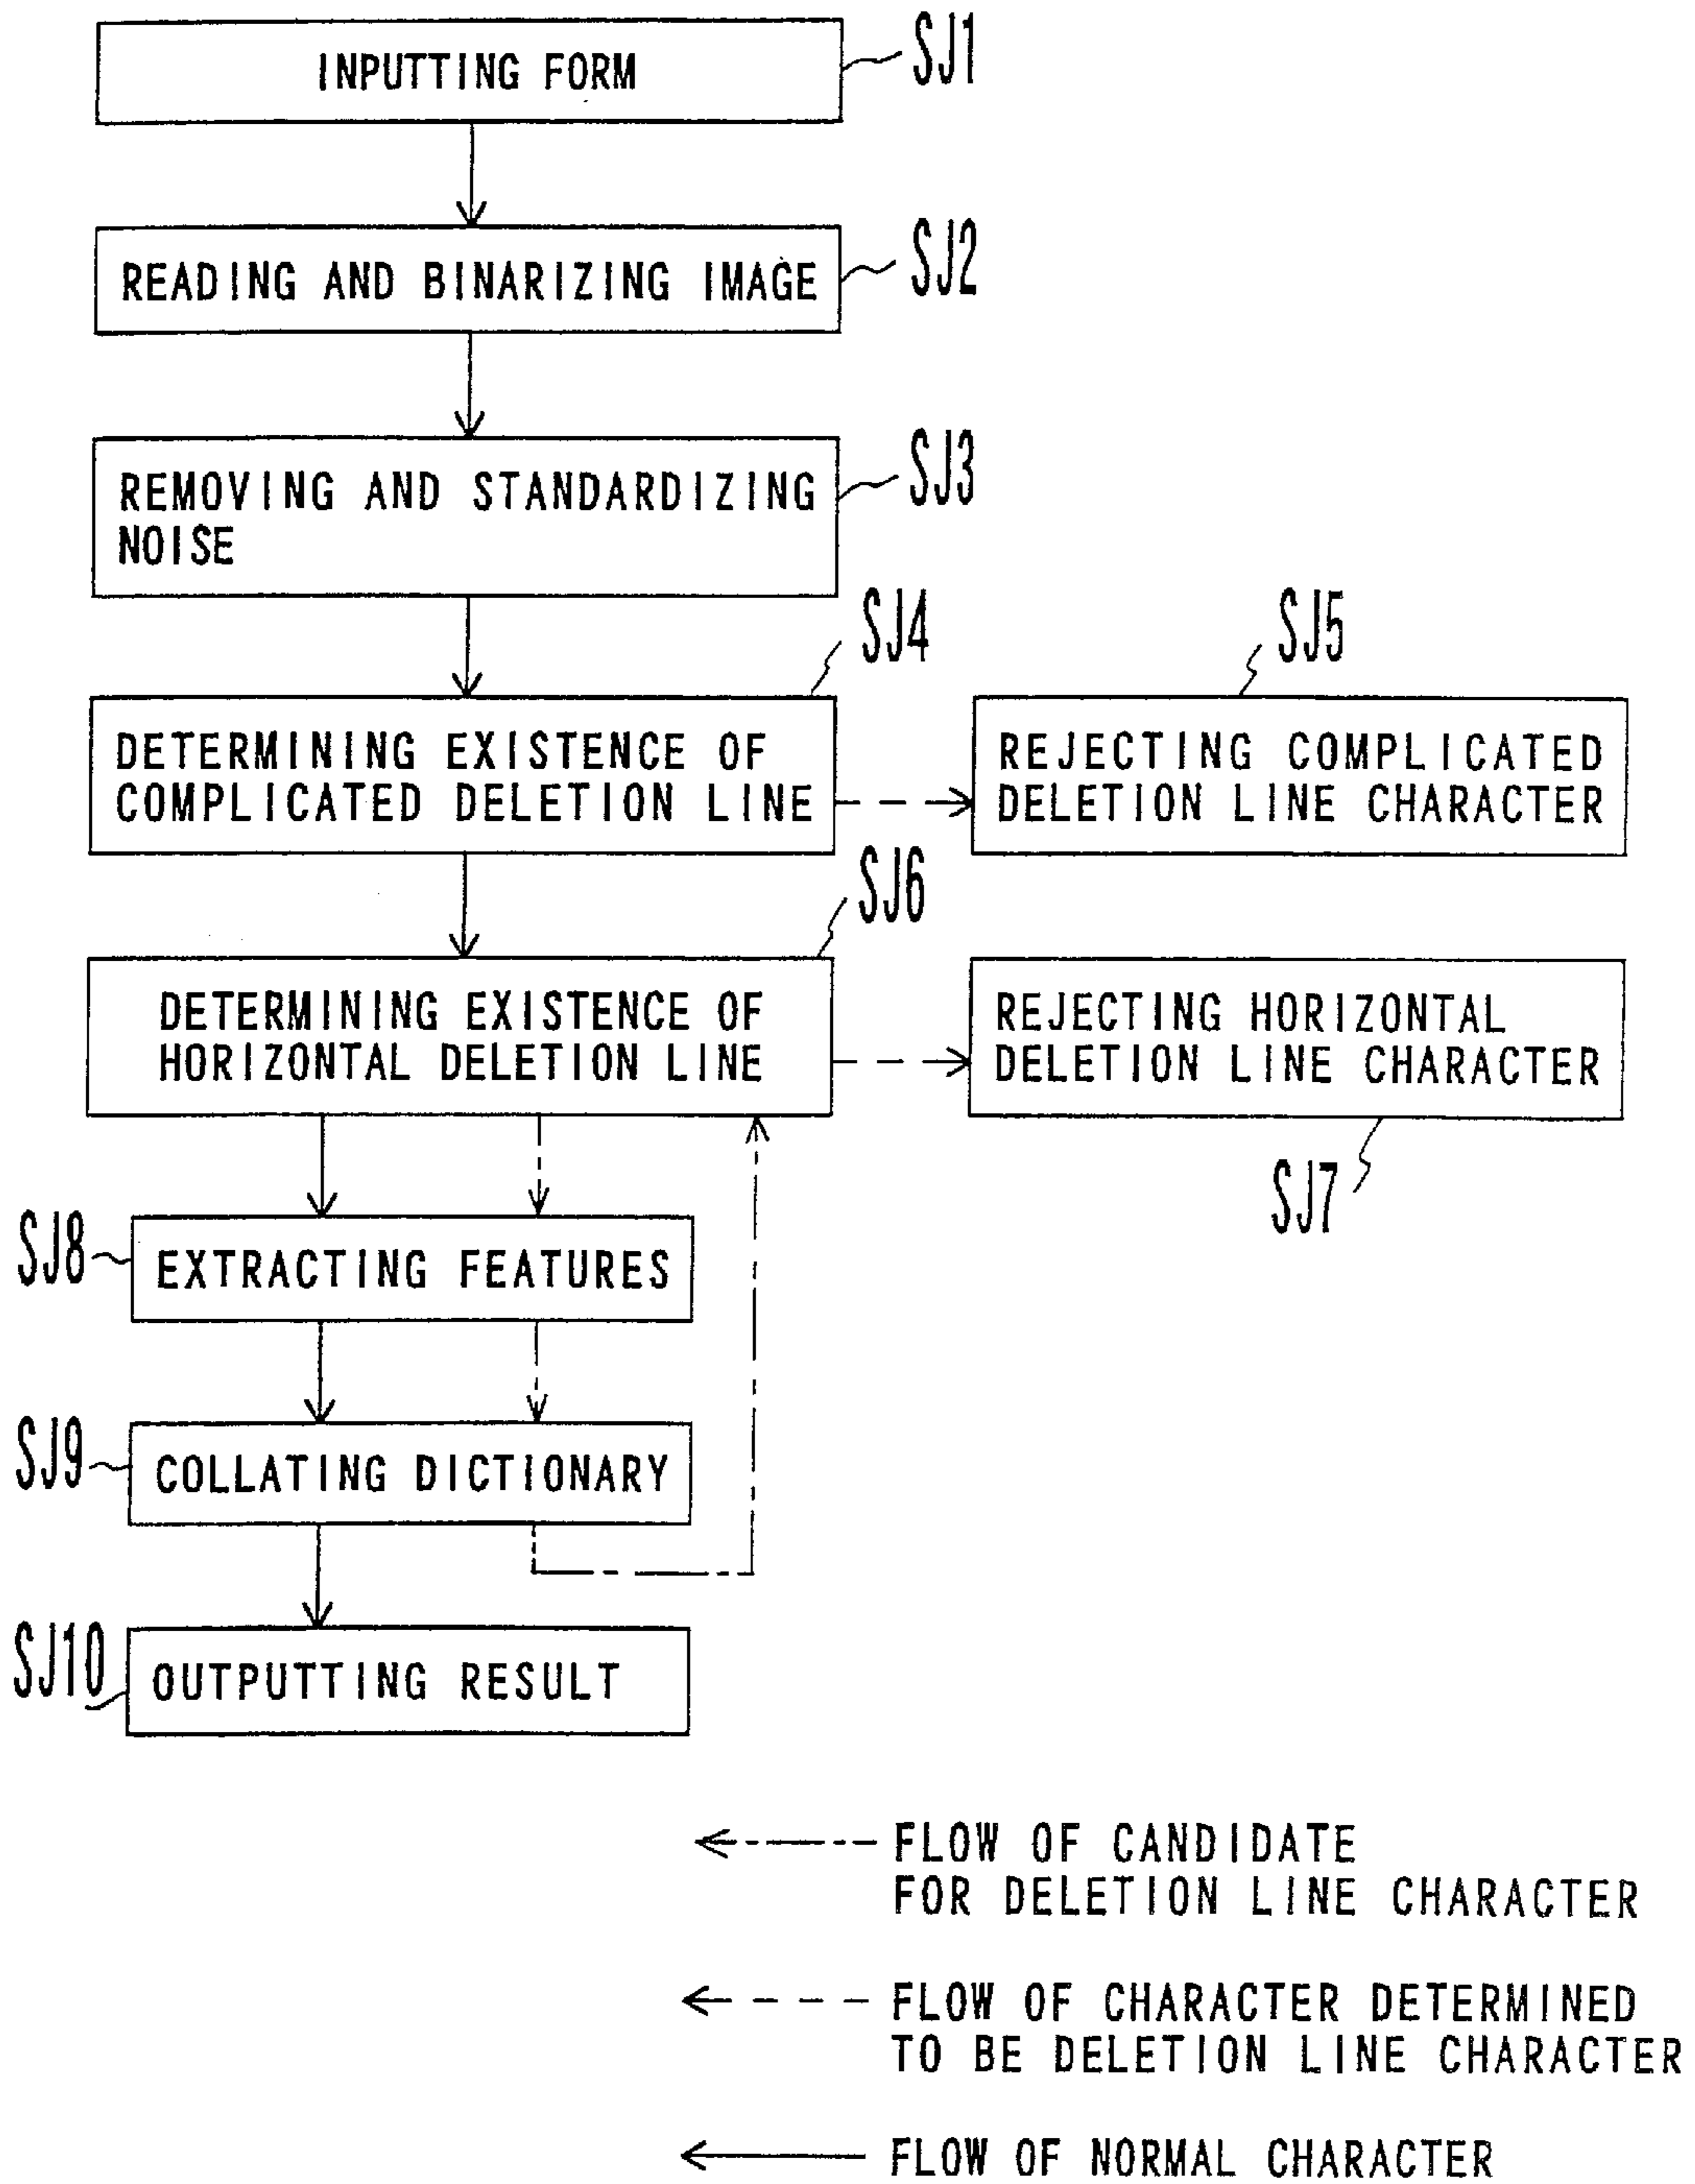 INPUTTING FORM
SJ1
READING AND BINARIZING IMAGE
SJ2
REMOVING AND STANDARDIZING
NOISE
SJ3
SJ4
DETERMINING EXISTENCE OF
COMPLICATED DELETION LINE
SJ5
REJECTING COMPLICATED
DELETION LINE CHARACTER
SJ6
DETERMINING EXISTENCE OF
HORIZONTAL DELETION LINE
REJECTING HORIZONTAL
DELETION LINE CHARACTER
SJ7
SJ8
EXTRACTING FEATURES
SJ9
COLLATING DICTIONARY
SJ10
OUTPUTTING RESULT
FLOW OF CANDIDATE
FOR DELETION LINE CHARACTER
FLOW OF CHARACTER DETERMINED
TO BE DELETION LINE CHARACTER
FLOW OF NORMAL CHARACTER